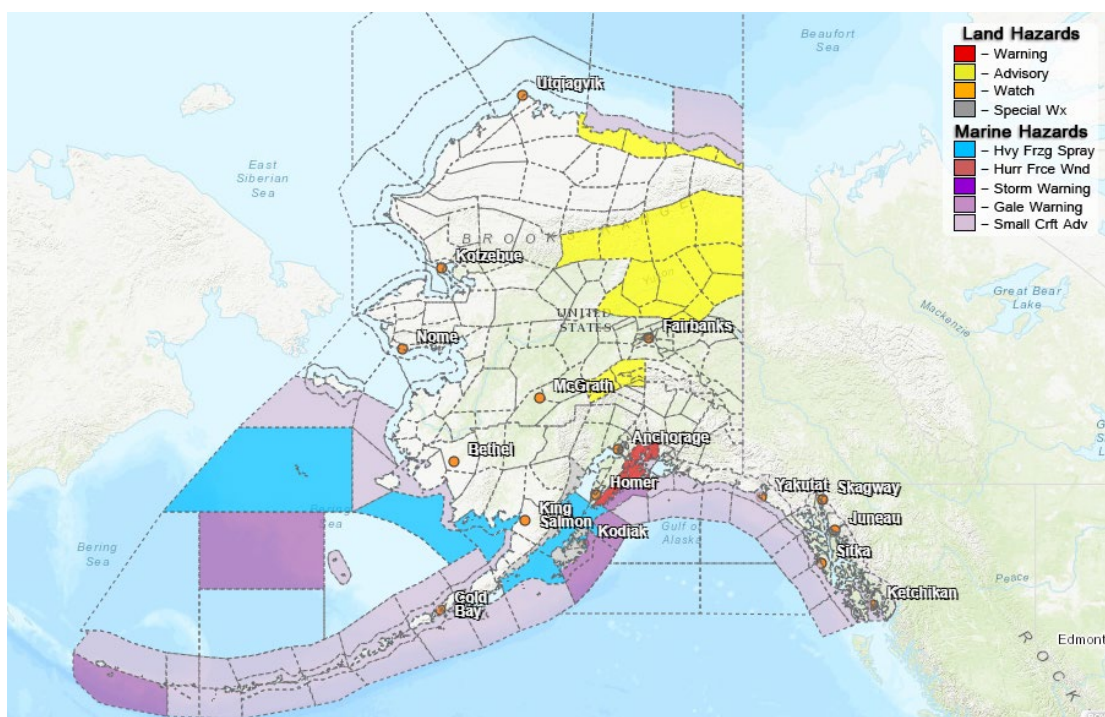 Land Hazards
– Warning
– Advisory
– Watch
– Special Wx
Marine Hazards
– Hvy Frzg Spray
– Hurr Frce Wnd
– Storm Warning
– Gale Warning
– Small Crft Adv
Beaufort
Sea
Utqiagvik
East
Siberian
Sea
BROOKS RANGE
Kotzebue
Yukon
Great Bear
Lake
Mackenzie
UNITED
STATES
Fairbanks
Nome
McGrath
Anchorage
Bethel
Homer
Yakutat
Skagway
King
Salmon
Kodiak
Juneau
Bering
Sea
Gulf of
Alaska
Sitka
Peace
Ketchikan
Cold
Bay
Edmont
ROCK